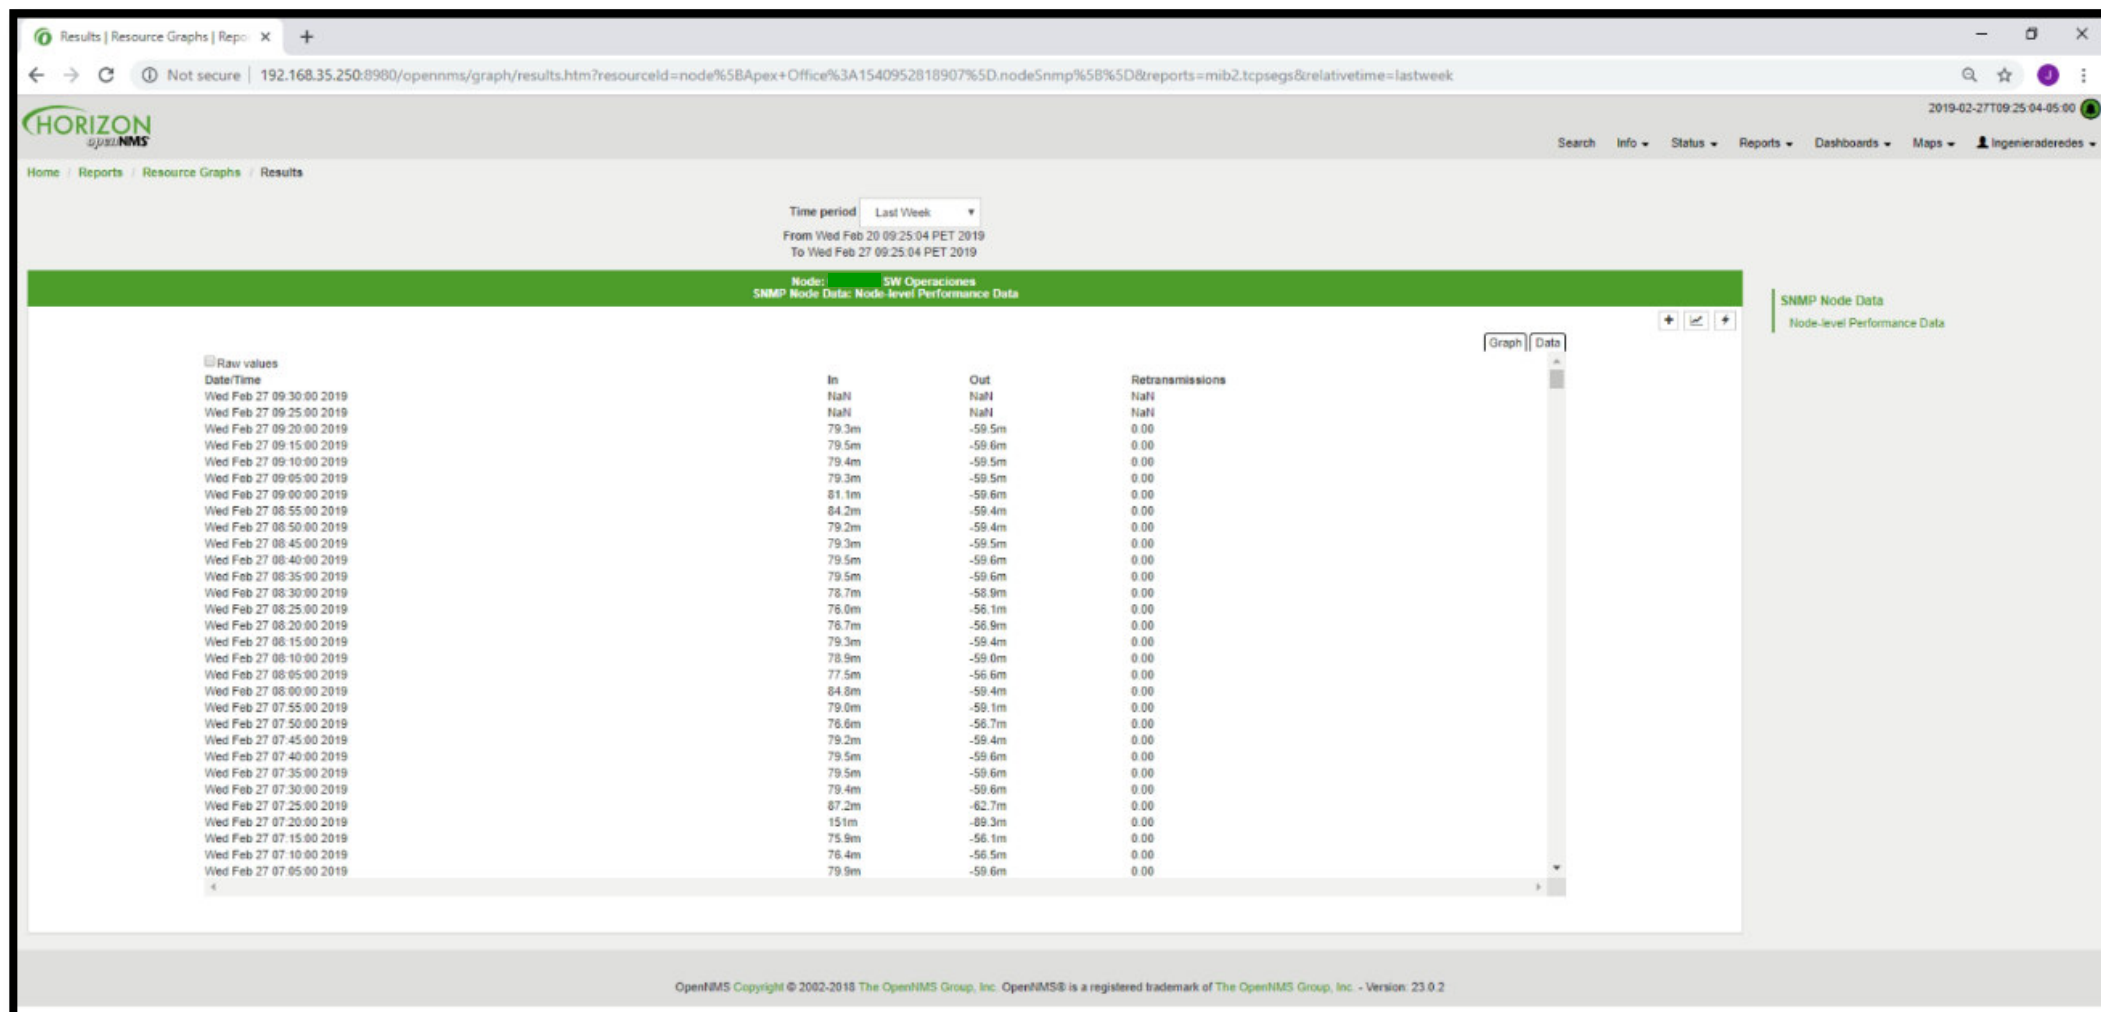 Results | Resource Graphs | Repo
Not secure | 192.168.35.250:8980/opennms/graph/results.htm?resourceId=node%5BApex+Office%3A1540952818907%5D.nodeSnmp%5B%5D&reports=mib2.tcpsegs&relativetime=lastweek
J
2019-02-27T09:25:04-05:00
HORIZON
openNMS
Search Info Status Reports Dashboards Maps Ingenieraderedes
Home / Reports / Resource Graphs / Results
Time period Last Week
From Wed Feb 20 09:25:04 PET 2019
To Wed Feb 27 09:25:04 PET 2019
Node: SW Operaciones
SNMP Node Data: Node-level Performance Data
SNMP Node Data
Node-level Performance Data
Graph Data
Raw values
Date/Time In Out Retransmissions
Wed Feb 27 09:30:00 2019 NaN NaN NaN
Wed Feb 27 09:25:00 2019 NaN NaN NaN
Wed Feb 27 09:20:00 2019 79.3m -59.5m 0.00
Wed Feb 27 09:15:00 2019 79.5m -59.6m 0.00
Wed Feb 27 09:10:00 2019 79.4m -59.5m 0.00
Wed Feb 27 09:05:00 2019 79.3m -59.5m 0.00
Wed Feb 27 09:00:00 2019 81.1m -59.6m 0.00
Wed Feb 27 08:55:00 2019 84.2m -59.4m 0.00
Wed Feb 27 08:50:00 2019 79.2m -59.4m 0.00
Wed Feb 27 08:45:00 2019 79.3m -59.5m 0.00
Wed Feb 27 08:40:00 2019 79.5m -59.6m 0.00
Wed Feb 27 08:35:00 2019 79.5m -59.6m 0.00
Wed Feb 27 08:30:00 2019 78.7m -58.9m 0.00
Wed Feb 27 08:25:00 2019 76.0m -56.1m 0.00
Wed Feb 27 08:20:00 2019 76.7m -56.9m 0.00
Wed Feb 27 08:15:00 2019 79.3m -59.4m 0.00
Wed Feb 27 08:10:00 2019 78.9m -59.0m 0.00
Wed Feb 27 08:05:00 2019 77.5m -56.6m 0.00
Wed Feb 27 08:00:00 2019 84.8m -59.4m 0.00
Wed Feb 27 07:55:00 2019 79.0m -59.1m 0.00
Wed Feb 27 07:50:00 2019 76.6m -56.7m 0.00
Wed Feb 27 07:45:00 2019 79.2m -59.4m 0.00
Wed Feb 27 07:40:00 2019 79.5m -59.6m 0.00
Wed Feb 27 07:35:00 2019 79.5m -59.6m 0.00
Wed Feb 27 07:30:00 2019 79.4m -59.6m 0.00
Wed Feb 27 07:25:00 2019 87.2m -62.7m 0.00
Wed Feb 27 07:20:00 2019 151m -89.3m 0.00
Wed Feb 27 07:15:00 2019 75.9m -56.1m 0.00
Wed Feb 27 07:10:00 2019 76.4m -56.5m 0.00
Wed Feb 27 07:05:00 2019 79.9m -59.6m 0.00
OpenNMS Copyright © 2002-2018 The OpenNMS Group, Inc. OpenNMS® is a registered trademark of The OpenNMS Group, Inc. - Version: 23.0.2